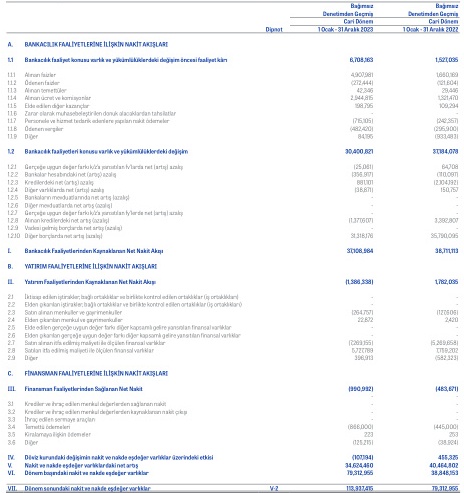 Bağımsız Bağımsız
Denetimden Geçmiş Denetimden Geçmiş
Cari Dönem Cari Dönem
Dipnot 1 Ocak - 31 Aralık 2023 1 Ocak - 31 Aralık 2022
A. BANKACILIK FAALİYETLERİNE İLİŞKİN NAKİT AKIŞLARI
1.1 Bankacılık faaliyet konusu varlık ve yükümlülüklerdeki değişim öncesi faaliyet kârı 6,708,163 1,527,035
1.1.1 Alınan faizler 4,907,981 1,660,169
1.1.2 Ödenen faizler (272,444) (121,604)
1.1.3 Alınan temettüler 42,346 29,446
1.1.4 Alınan ücret ve komisyonlar 2,944,815 1,321,470
1.1.5 Elde edilen diğer kazançlar 198,795 109,294
1.1.6 Zarar olarak muhasebeleştirilen donuk alacaklardan tahsilatlar - -
1.1.7 Personele ve hizmet tedarik edenlere yapılan nakit ödemeler (715,105) (242,357)
1.1.8 Ödenen vergiler (482,420) (295,900)
1.1.9 Diğer 84,195 (933,483)
1.2 Bankacılık faaliyetleri konusu varlık ve yükümlülüklerdeki değişim 30,400,821 37,184,078
1.2.1 Gerçeğe uygun değer farkı k/z'a yansıtılan fv'larda net (artış) azalış (25,061) 64,708
1.2.2 Bankalar hesabındaki net (artış) azalış (356,911) (110,097)
1.2.3 Kredilerdeki net (artış) azalış 881,101 (2,104,192)
1.2.4 Diğer varlıklarda net (artış) azalış (38,871) 150,757
1.2.5 Bankaların mevduatlarında net (artış) azalış - -
1.2.6 Diğer mevduatlarda net (artış) azalış - -
1.2.7 Gerçeğe uygun değer farkı k/z'a yansıtılan fy'larda net (artış) azalış - -
1.2.8 Alınan kredilerdeki net (artış) azalış (1,377,607) 3,392,807
1.2.9 Vadesi gelmiş borçlarda net (artış) azalış - -
1.2.10 Diğer borçlarda net (artış) azalış 31,318,176 35,790,095
I. Bankacılık Faaliyetlerinden Kaynaklanan Net Nakit Akışı 37,108,984 38,711,113
B. YATIRIM FAALİYETLERİNE İLİŞKİN NAKİT AKIŞLARI
II. Yatırım Faaliyetlerinden Kaynaklanan Net Nakit Akışı (1,386,338) 1,782,035
2.1 İktisap edilen iştirakler, bağlı ortaklıklar ve birlikte kontrol edilen ortaklıklar (iş ortaklıkları) - -
2.2 Elden çıkarılan iştirakler, bağlı ortaklıklar ve birlikte kontrol edilen ortaklıklar (iş ortaklıkları) - -
2.3 Satın alınan menkuller ve gayrimenkuller (264,757) (127,606)
2.4 Elden çıkarılan menkul ve gayrimenkuller 22,672 2,420
2.5 Elde edilen gerçeğe uygun değer farkı diğer kapsamlı gelire yansıtılan finansal varlıklar - -
2.6 Elden çıkarılan gerçeğe uygun değer farkı diğer kapsamlı gelire yansıtılan finansal varlıklar - -
2.7 Satın alınan itfa edilmiş maliyeti ile ölçülen finansal varlıklar (7,269,155) (5,269,658)
2.8 Satılan itfa edilmiş maliyeti ile ölçülen finansal varlıklar 5,727,789 7,759,202
2.9 Diğer 396,913 (582,323)
C. FİNANSMAN FAALİYETLERİNE İLİŞKİN NAKİT AKIŞLARI
III. Finansman Faaliyetlerinden Sağlanan Net Nakit (990,992) (483,671)
3.1 Krediler ve ihraç edilen menkul değerlerden sağlanan nakit - -
3.2 Krediler ve ihraç edilen menkul değerlerden kaynaklanan nakit çıkışı - -
3.3 İhraç edilen sermaye araçları - -
3.4 Temettü ödemeleri (866,000) (445,000)
3.5 Kiralamaya ilişkin ödemeler 223 253
3.6 Diğer (125,215) (38,924)
IV. Döviz kurundaki değişimin nakit ve nakde eşdeğer varlıklar üzerindeki etkisi (107,194) 455,325
V. Nakit ve nakde eşdeğer varlıklardaki net artış 34,624,460 40,464,802
VI. Dönem başındaki nakit ve nakde eşdeğer varlıklar 79,312,955 38,848,153
VII. Dönem sonundaki nakit ve nakde eşdeğer varlıklar V-2 113,937,415 79,312,955